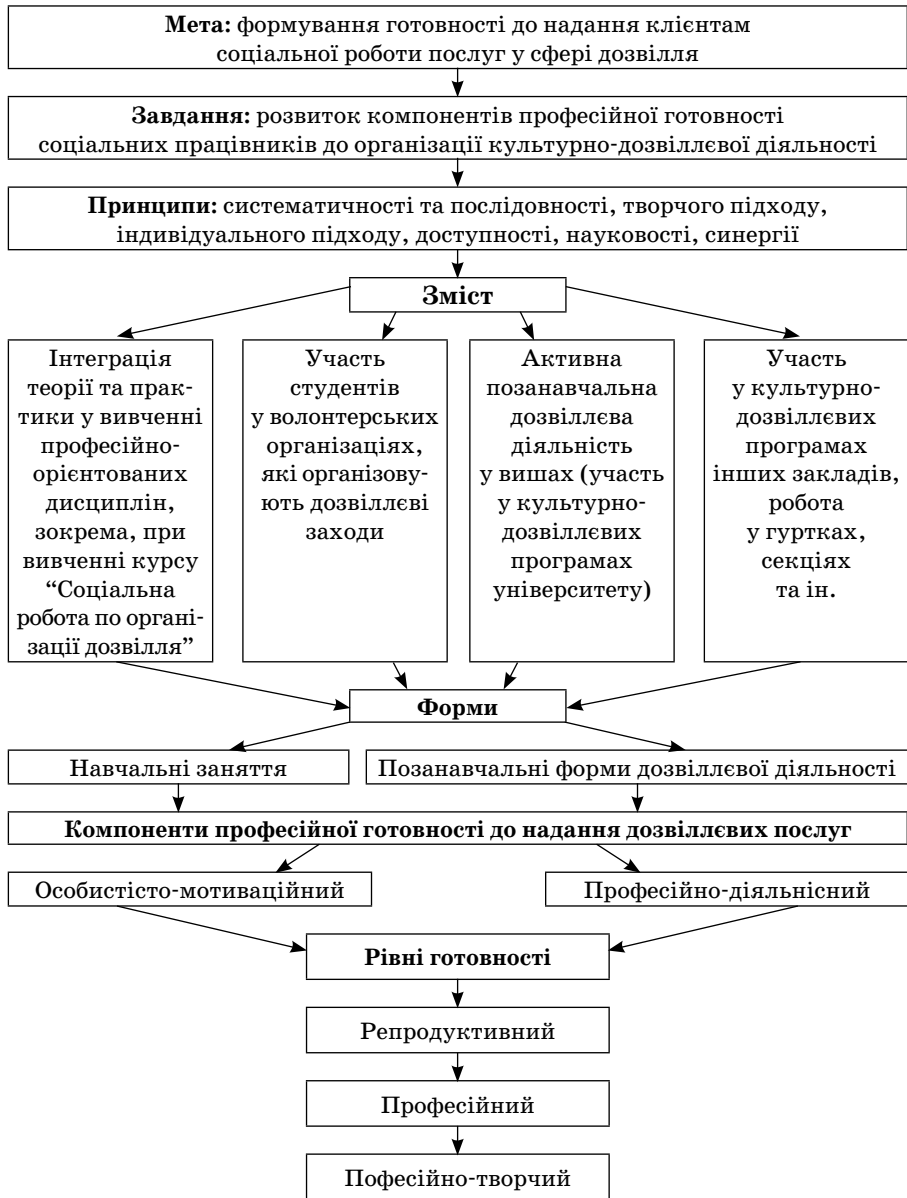 Мета: формування готовності до надання клієнтам
соціальної роботи послуг у сфері дозвілля
Завдання: розвиток компонентів професійної готовності
соціальних працівників до організації культурно-дозвіллєвої діяльності
Принципи: систематичності та послідовності, творчого підходу,
індивідуального підходу, доступності, науковості, синергії
Зміст
Інтеграція
теорії та прак-
тики у вивченні
професійно-
орієнтованих
дисциплін,
зокрема, при
вивченні курсу
“Соціальна
робота по органі-
зації дозвілля”
Участь
студентів
у волонтерських
організаціях,
які організову-
ють дозвіллєві
заходи
Активна
позанавчальна
дозвіллєва
діяльність
у вишах (участь
у культурно-
дозвіллєвих
програмах
університету)
Участь
у культурно-
дозвіллєвих
програмах
інших закладів,
робота
у гуртках,
секціях
та ін.
Форми
Навчальні заняття
Позанавчальні форми дозвіллєвої діяльності
Компоненти професійної готовності до надання дозвіллєвих послуг
Особистісто-мотиваційний
Професійно-діяльнісний
Рівні готовності
Репродуктивний
Професійний
Пофесійно-творчий